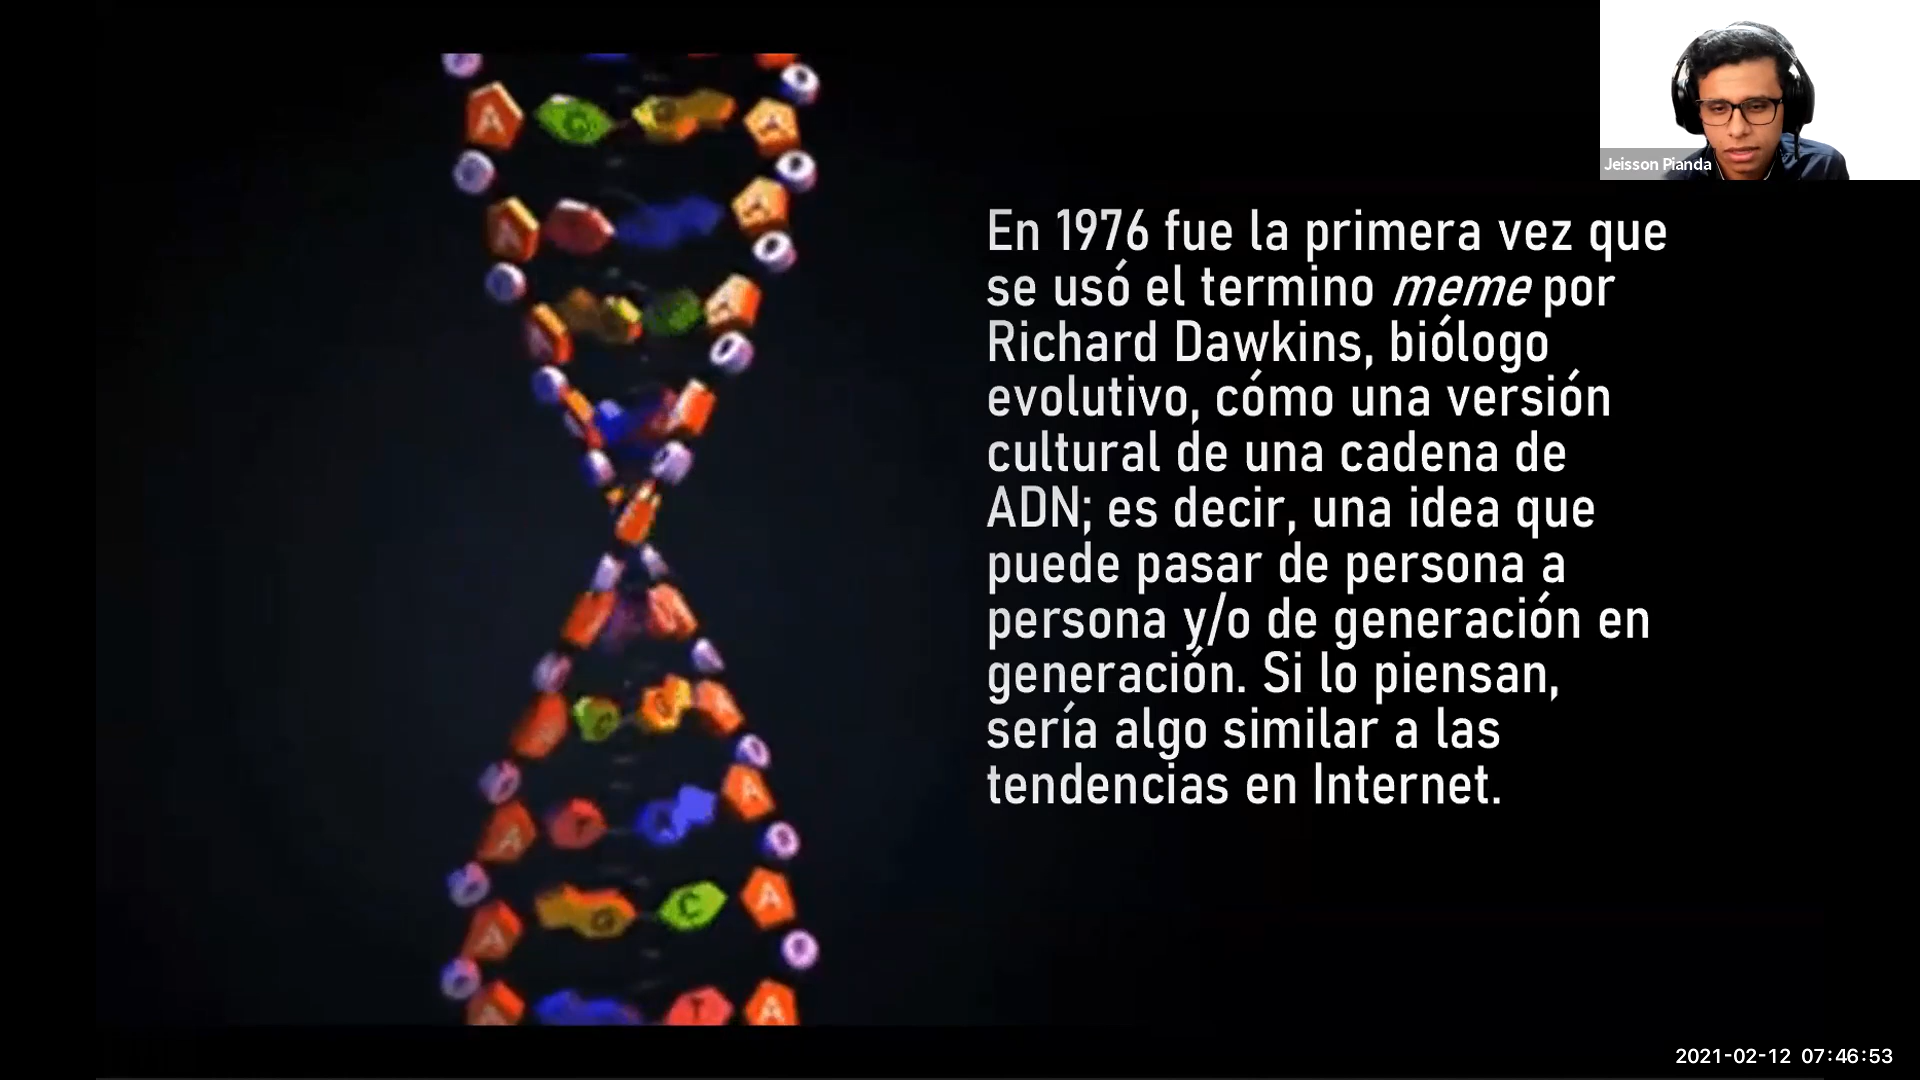 Jeisson Pianda
En 1976 fue la primera vez que
se usó el termino meme por
Richard Dawkins, biólogo
evolutivo, cómo una versión
cultural de una cadena de
ADN; es decir, una idea que
puede pasar de persona a
persona y/o de generación en
generación. Si lo piensan,
sería algo similar a las
tendencias en Internet.
2021-02-12 07:46:53